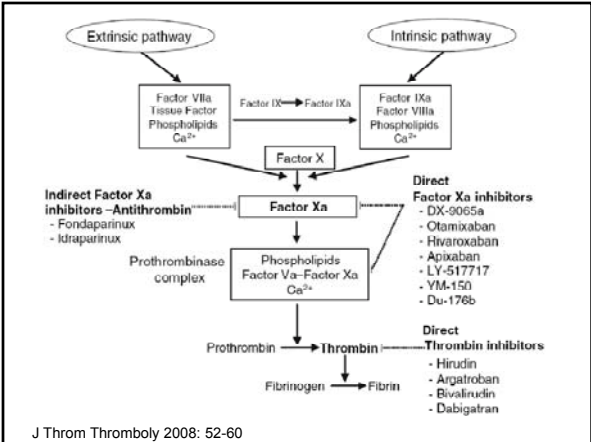 Extrinsic pathway
Intrinsic pathway
Factor VIIa
Tissue Factor
Phospholipids
Ca²⁺
Factor IX
Factor IXa
Factor IXa
Factor VIIIa
Phospholipids
Ca²⁺
Factor X
Indirect Factor Xa
inhibitors –Antithrombin
- Fondaparinux
- Idraparinux
Factor Xa
Direct
Factor Xa inhibitors
- DX-9065a
- Otamixaban
- Rivaroxaban
- Apixaban
- LY-517717
- YM-150
- Du-176b
Prothrombinase
complex
Phospholipids
Factor Va–Factor Xa
Ca²⁺
Prothrombin
Thrombin
Direct
Thrombin inhibitors
- Hirudin
- Argatroban
- Bivalirudin
- Dabigatran
Fibrinogen
Fibrin
J Throm Thromboly 2008: 52-60